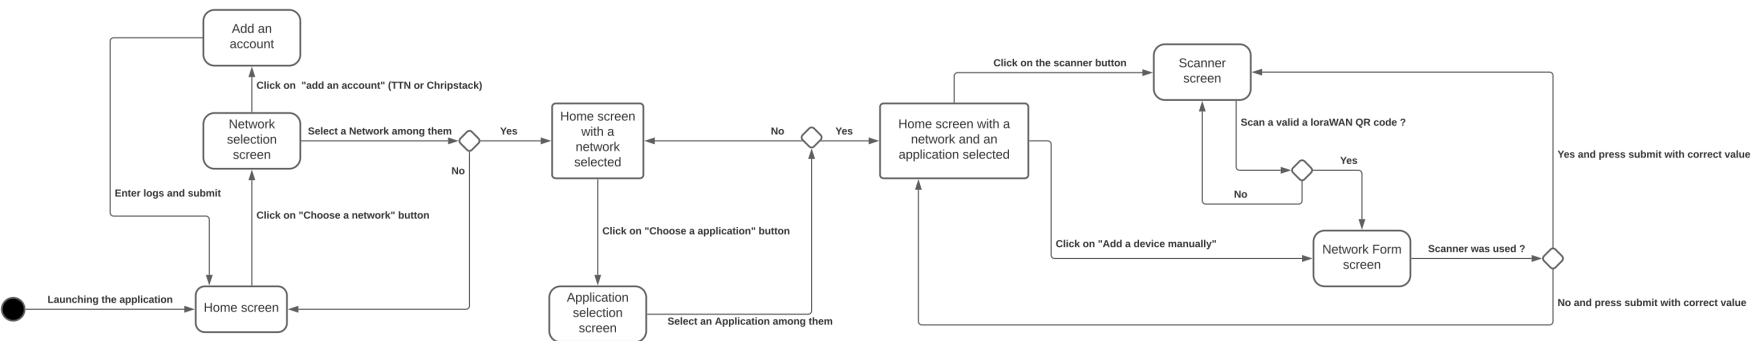 Add an
account
Click on  "add an account" (TTN or Chripstack)
Network
selection
screen
Select a Network among them
Yes
No
Enter logs and submit
Click on "Choose a network" button
Launching the application
Home screen
Home screen
with a
network
selected
No
Yes
Click on "Choose a application" button
Application
selection
screen
Select an Application among them
Home screen with a
network and an
application selected
Click on the scanner button
Scanner
screen
Scan a valid a loraWAN QR code ?
Yes
No
Click on "Add a device manually"
Network Form
screen
Scanner was used ?
Yes and press submit with correct value
No and press submit with correct value